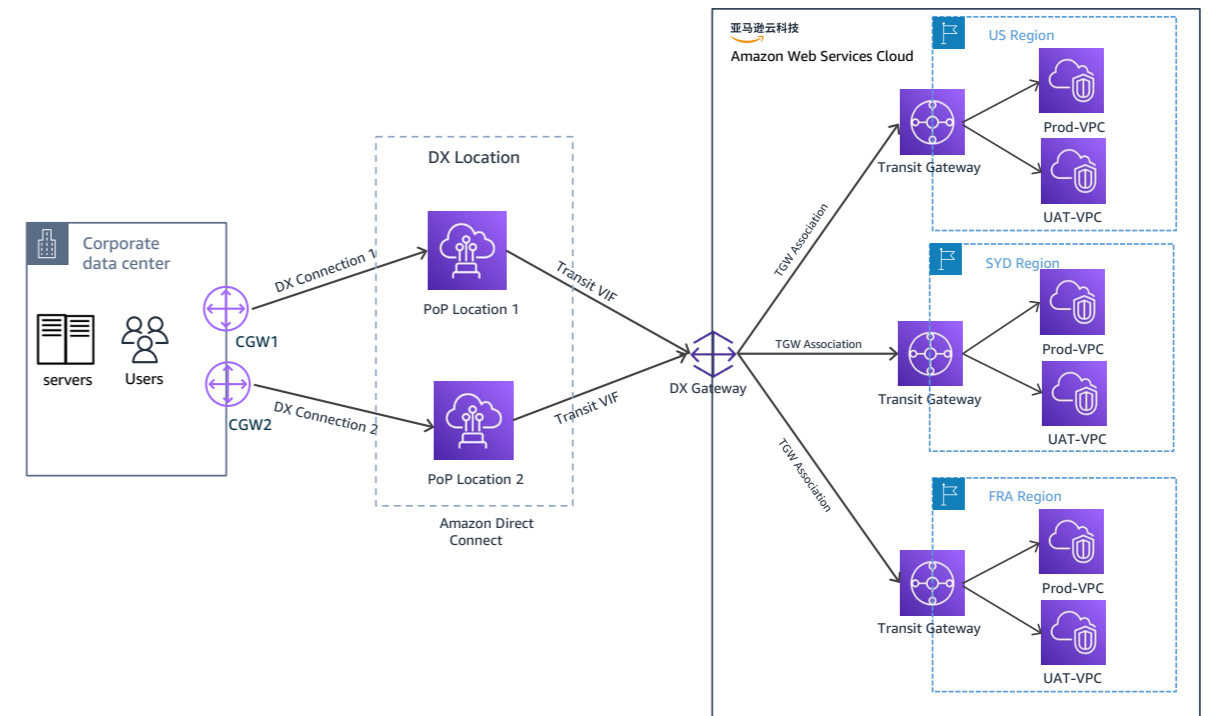 亚马逊云科技
Amazon Web Services Cloud
US Region
Prod-VPC
Transit Gateway
UAT-VPC
DX Location
Corporate
data center
servers
Users
CGW1
CGW2
DX Connection 1
DX Connection 2
PoP Location 1
PoP Location 2
Amazon Direct
Connect
Transit VIF
Transit VIF
DX Gateway
TGW Association
TGW Association
TGW Association
SYD Region
Prod-VPC
Transit Gateway
UAT-VPC
FRA Region
Prod-VPC
Transit Gateway
UAT-VPC